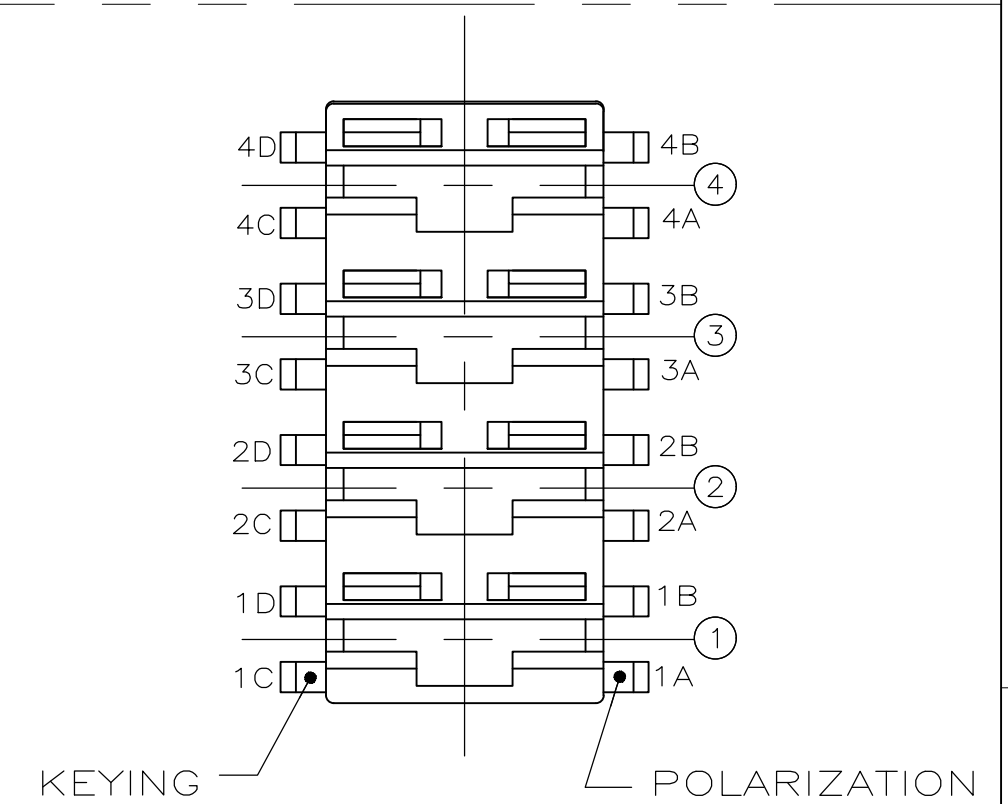 4D 4B
4
4C 4A
3D 3B
3
3C 3A
2D 2B
2
2C 2A
1D 1B
1
1C 1A
KEYING POLARIZATION